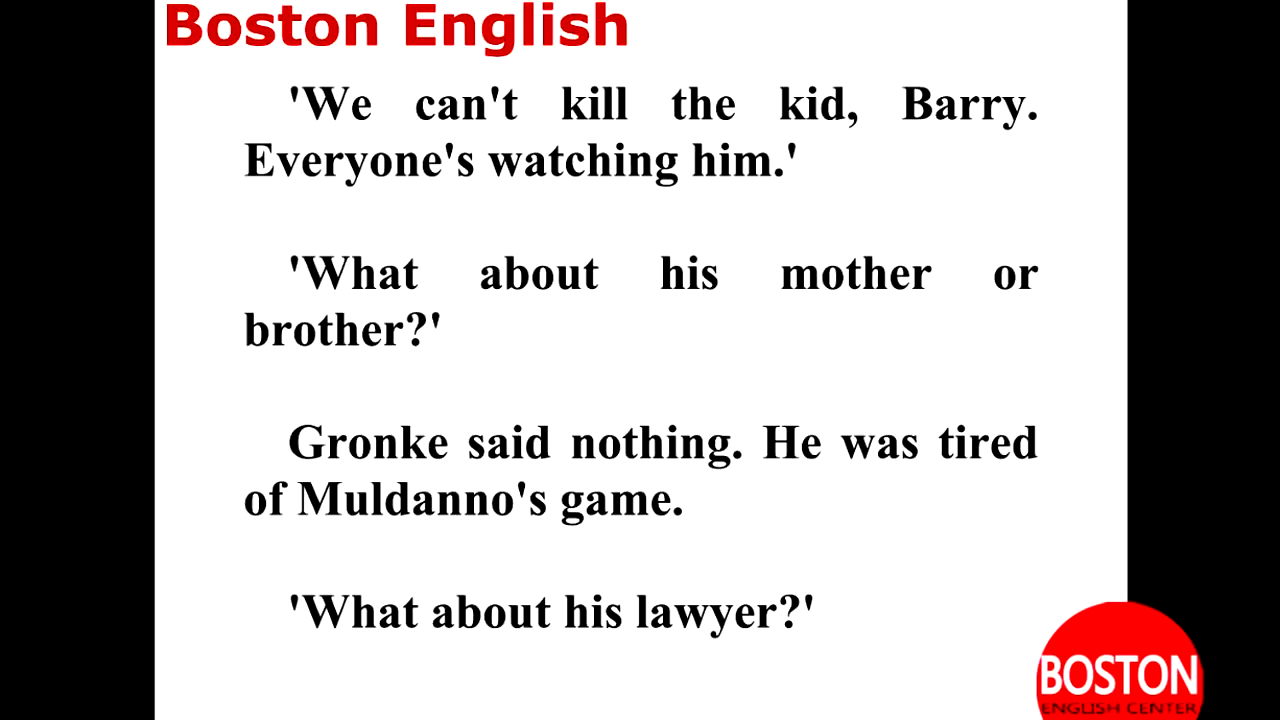 Boston English
'We can't kill the kid, Barry.
Everyone's watching him.'
'What about his mother or
brother?'
Gronke said nothing. He was tired
of Muldanno's game.
'What about his lawyer?'
BOSTON
ENGLISH CENTER